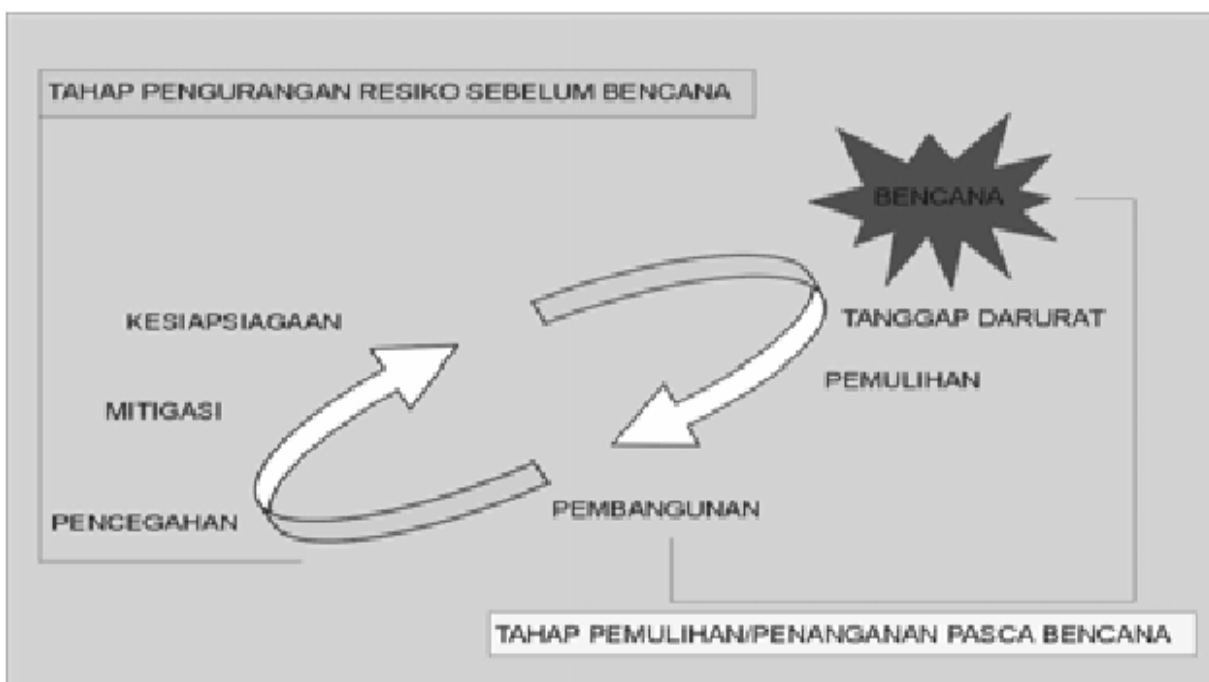 TAHAP PENGURANGAN RESIKO SEBELUM BENCANA
BENCANA
KESIAPSIAGAAN
TANGGAP DARURAT
PEMULIHAN
MITIGASI
PENCEGAHAN
PEMBANGUNAN
TAHAP PEMULIHAN/PENANGANAN PASCA BENCANA